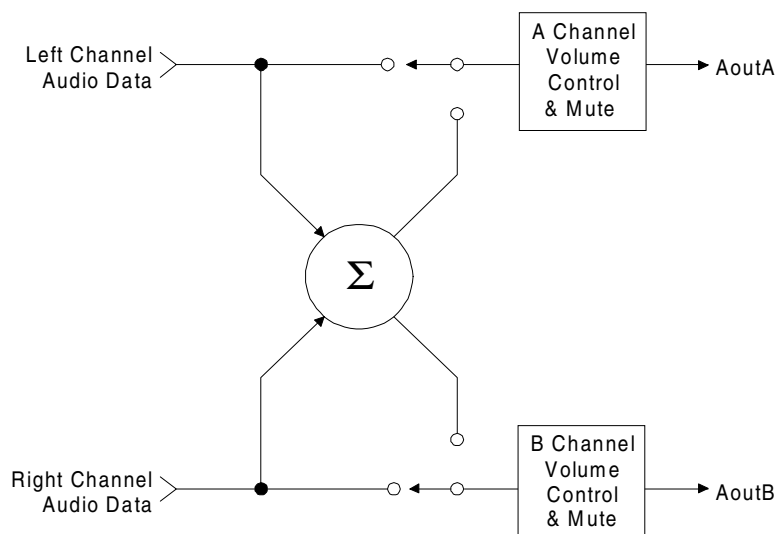 Left Channel
Audio Data
A Channel
Volume
Control
& Mute
AoutA
Σ
Right Channel
Audio Data
B Channel
Volume
Control
& Mute
AoutB